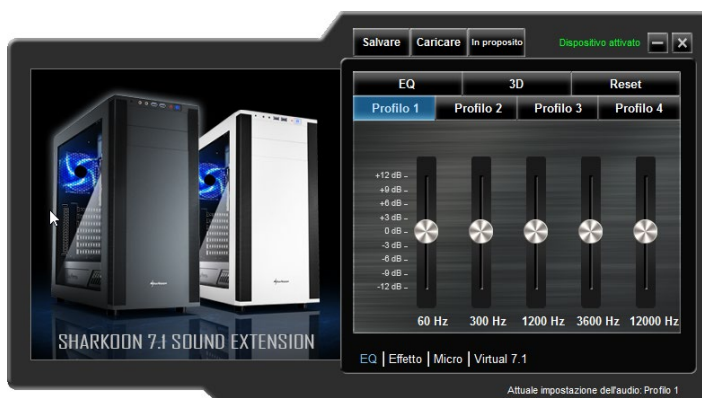 Salvare Caricare In proposito Dispositivo attivato
EQ 3D Reset
Profilo 1 Profilo 2 Profilo 3 Profilo 4
+12 dB
+9 dB
+6 dB
+3 dB
0 dB
-3 dB
-6 dB
-9 dB
-12 dB
60 Hz 300 Hz 1200 Hz 3600 Hz 12000 Hz
SHARKOON 7.1 SOUND EXTENSION
EQ | Effetto | Micro | Virtual 7.1
Attuale impostazione dell'audio: Profilo 1